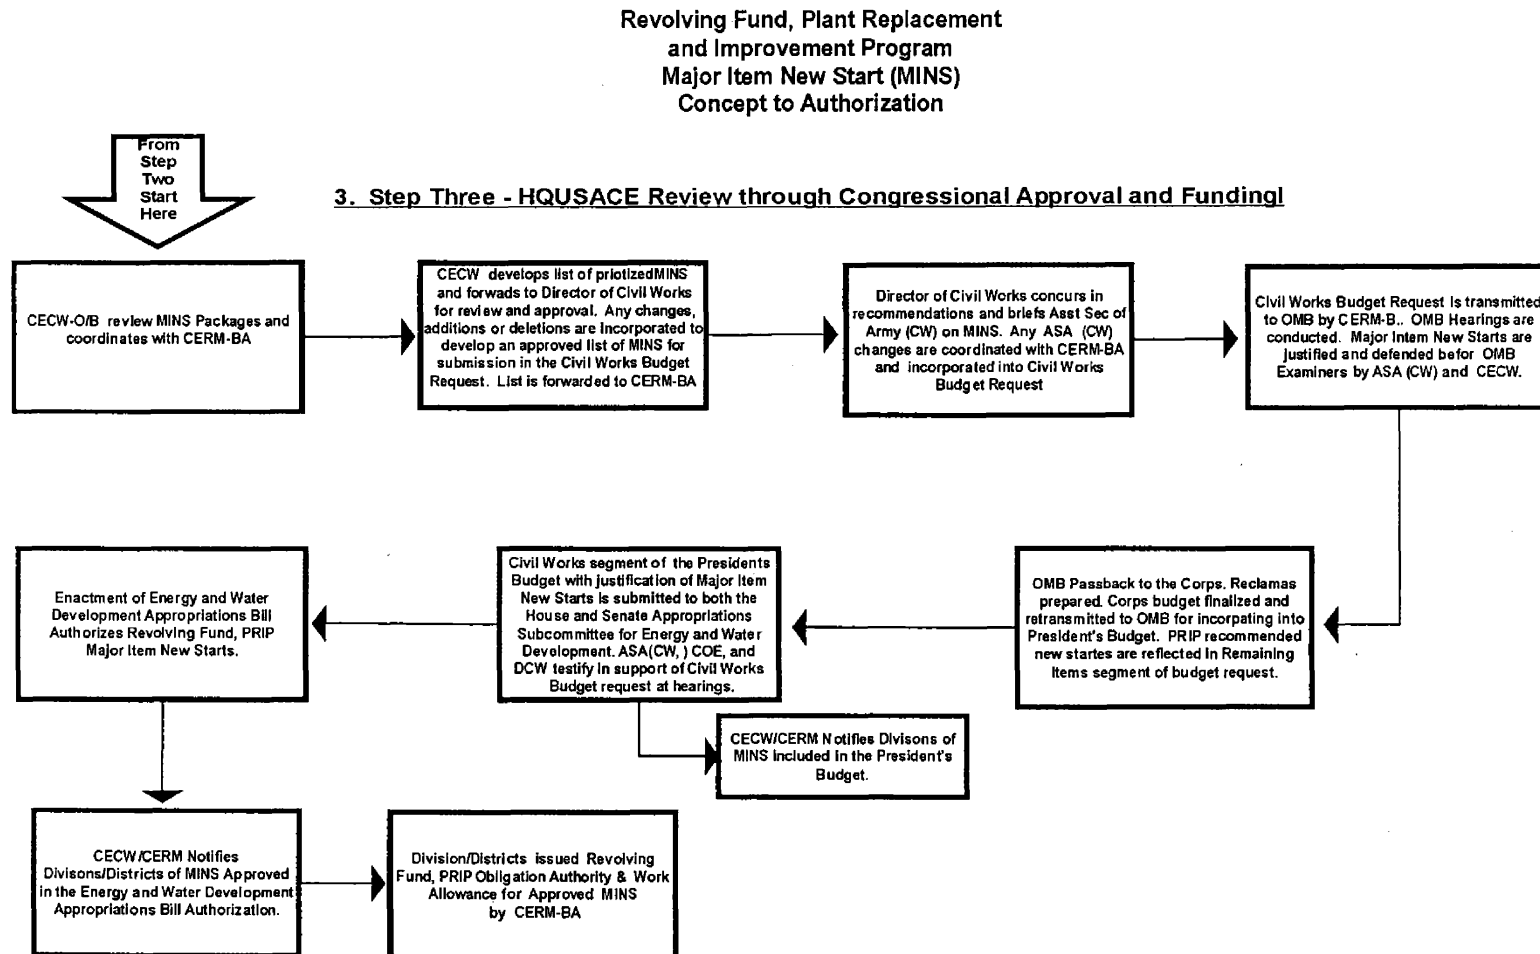 Revolving Fund, Plant Replacement
and Improvement Program
Major Item New Start (MINS)
Concept to Authorization
From
Step
Two
Start
Here
3. Step Three - HQUSACE Review through Congressional Approval and Fundingl
CECW-O/B review MINS Packages and
coordinates with CERM-BA
CECW develops list of priotizedMINS
and forwads to Director of Civil Works
for review and approval. Any changes,
additions or deletions are incorporated to
develop an approved list of MINS for
submission in the Civil Works Budget
Request. List is forwarded to CERM-BA
Director of Civil Works concurs in
recommendations and briefs Asst Sec of
Army (CW) on MINS. Any ASA (CW)
changes are coordinated with CERM-BA
and incorporated into Civil Works
Budget Request
Civil Works Budget Request is transmitted
to OMB by CERM-B.. OMB Hearings are
conducted. Major Intem New Starts are
justified and defended befor OMB
Examiners by ASA (CW) and CECW.
OMB Passback to the Corps. Reclamas
prepared. Corps budget finalized and
retransmitted to OMB for incorpating into
President's Budget. PRIP recommended
new startes are reflected in Remaining
Items segment of budget request.
Civil Works segment of the Presidents
Budget with justification of Major Item
New Starts is submitted to both the
House and Senate Appropriations
Subcommittee for Energy and Water
Development. ASA(CW, ) COE, and
DCW testify in support of Civil Works
Budget request at hearings.
CECW/CERM Notifies Divisons of
MINS included in the President's
Budget.
Enactment of Energy and Water
Development Appropriations Bill
Authorizes Revolving Fund, PRIP
Major Item New Starts.
CECW/CERM Notifies
Divisons/Districts of MINS Approved
in the Energy and Water Development
Appropriations Bill Authorization.
Division/Districts issued Revolving
Fund, PRIP Obligation Authority & Work
Allowance for Approved MINS
by CERM-BA